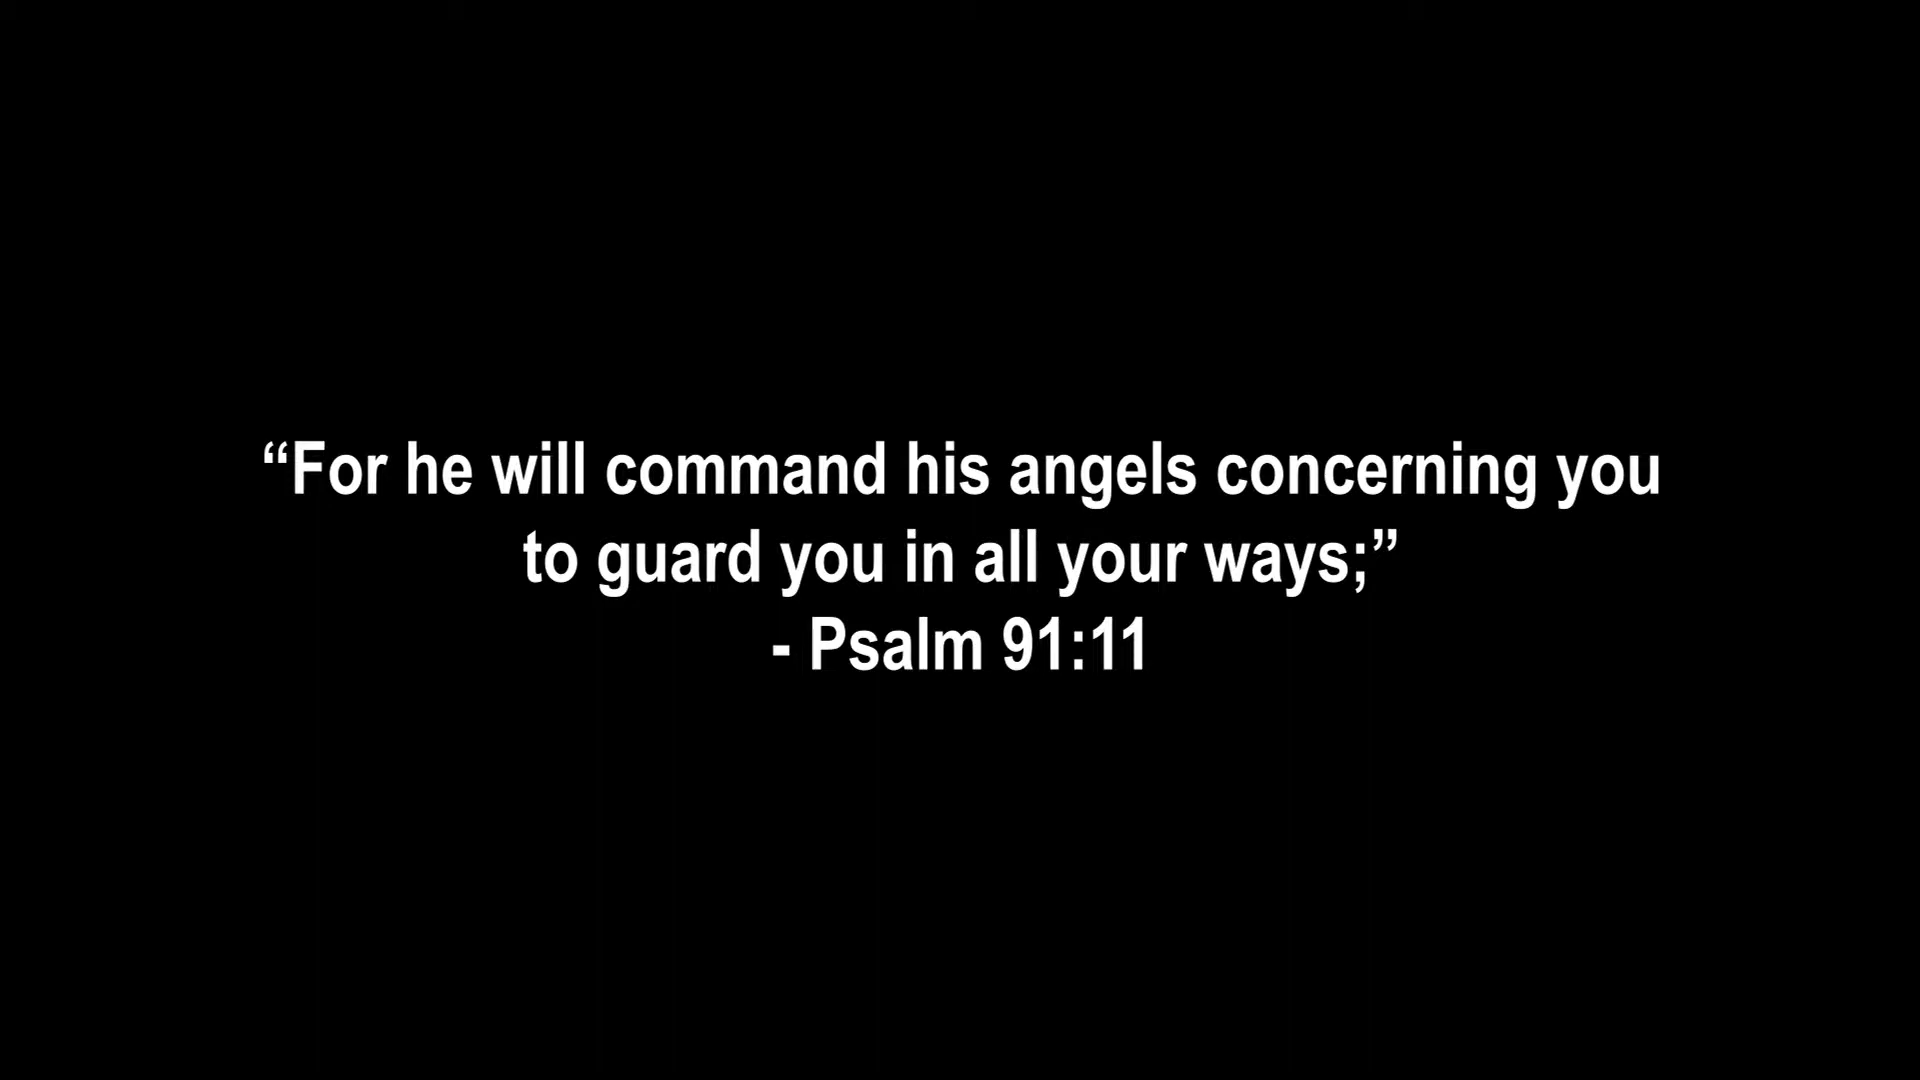 “For he will command his angels concerning you
to guard you in all your ways;”
- Psalm 91:11